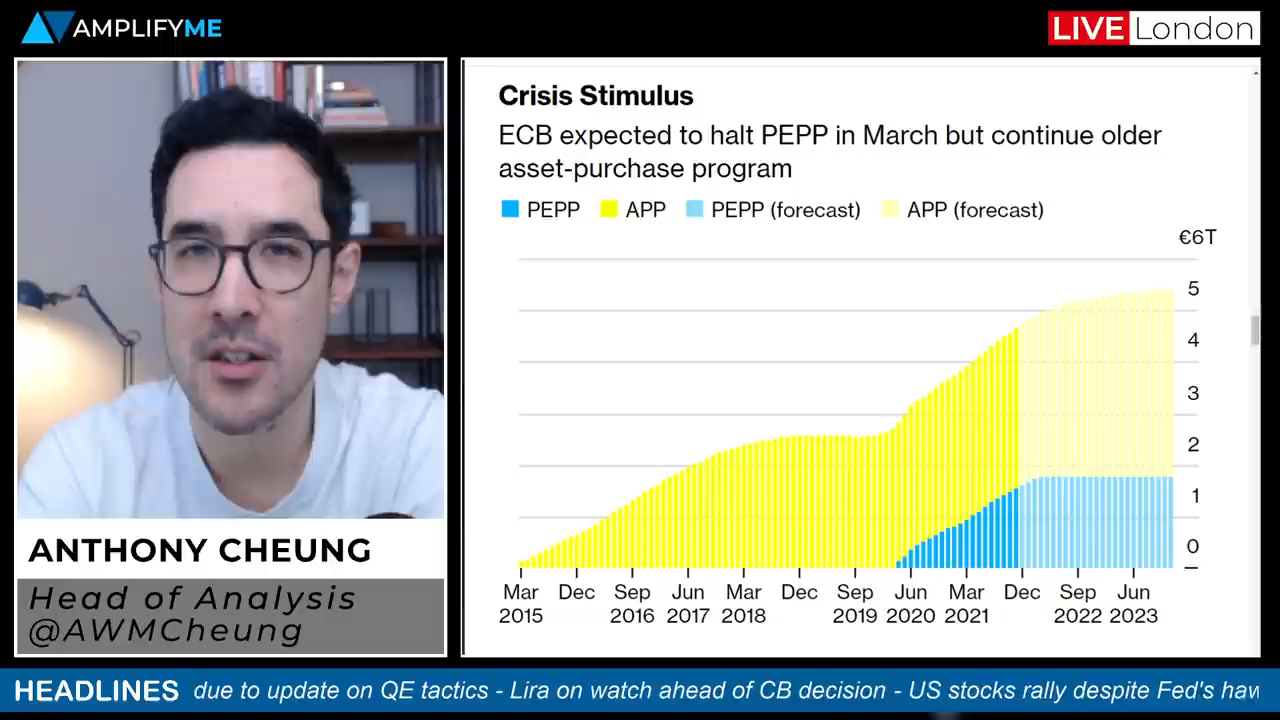 AMPLIFYME
LIVE London
Crisis Stimulus
ECB expected to halt PEPP in March but continue older
asset-purchase program
PEPP APP PEPP (forecast) APP (forecast)
€6T
5
4
3
2
1
0
Mar Dec Sep Jun Mar Dec Sep Jun Mar Dec Sep Jun
2015 2016 2017 2018 2019 2020 2021 2022 2023
ANTHONY CHEUNG
Head of Analysis
@AWMCheung
HEADLINES due to update on QE tactics - Lira on watch ahead of CB decision - US stocks rally despite Fed's haw